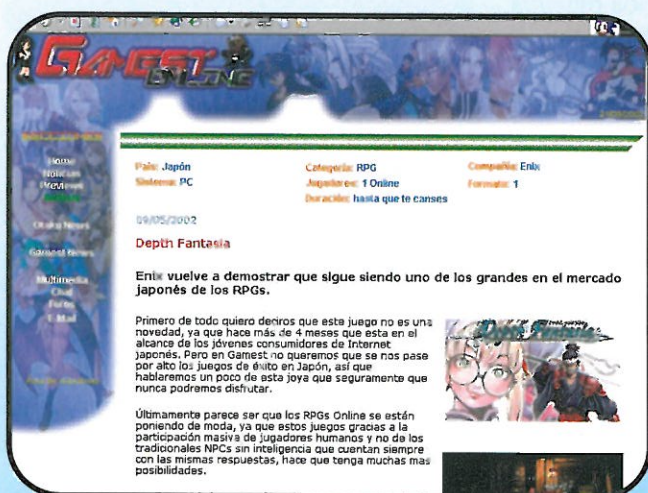 GAMEST
ONLINE
Home
Noticias
Previews
Otaku News
Gamest News
Multimedia
Chat
Foros
E-Mail
País: Japón
Categoría: RPG
Compañía: Enix
Sistema: PC
Jugadores: 1 Online
Formato: 1
Duración: hasta que te canses
09/05/2002
Depth Fantasia
Enix vuelve a demostrar que sigue siendo uno de los grandes en el mercado
japonés de los RPGs.
Primero de todo quiero deciros que este juego no es una
novedad, ya que hace más de 4 meses que esta en el
alcance de los jóvenes consumidores de Internet
japonés. Pero en Gamest no queremos que se nos pase
por alto los juegos de éxito en Japón, así que
hablaremos un poco de esta joya que seguramente que
nunca podremos disfrutar.
Depth Fantasia
Últimamente parece ser que los RPGs Online se están
poniendo de moda, ya que estos juegos gracias a la
participación masiva de jugadores humanos y no de los
tradicionales NPCs sin inteligencia que cuentan siempre
con las mismas respuestas, hace que tenga muchas mas
posibilidades.